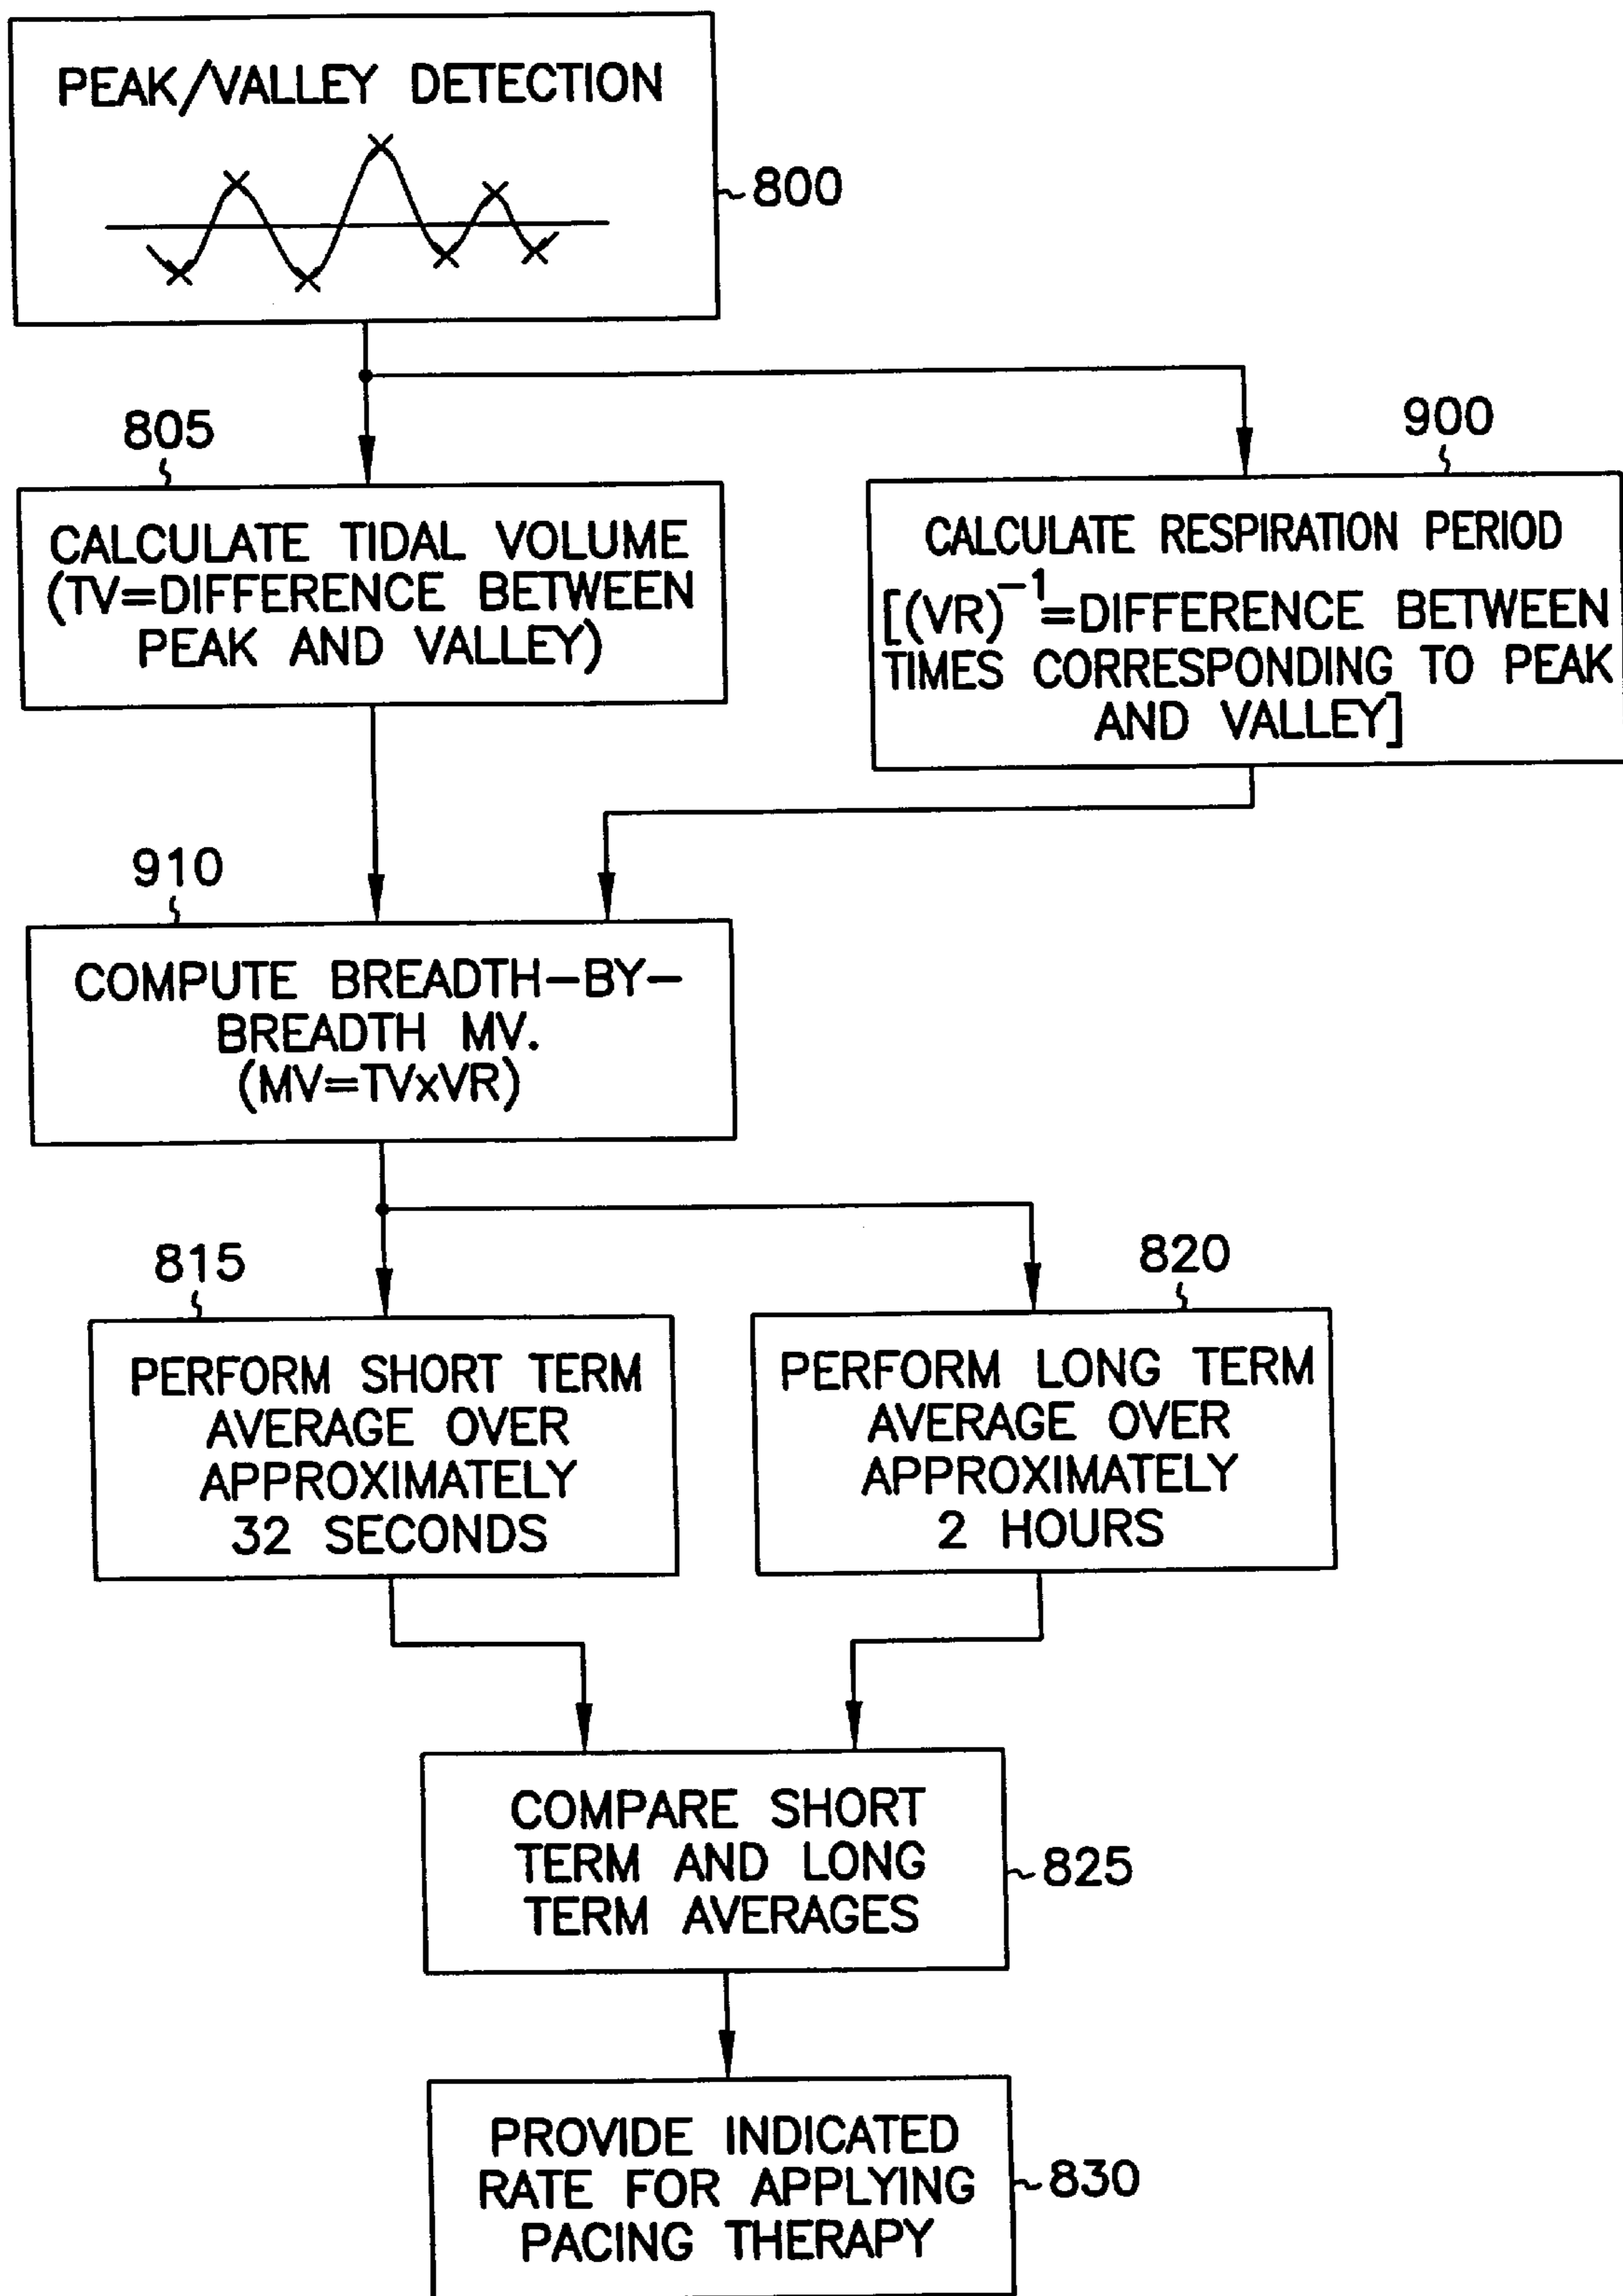 PEAK/VALLEY DETECTION
800
805
CALCULATE TIDAL VOLUME
(TV=DIFFERENCE BETWEEN
PEAK AND VALLEY)
900
CALCULATE RESPIRATION PERIOD
[(VR)⁻¹=DIFFERENCE BETWEEN
TIMES CORRESPONDING TO PEAK
AND VALLEY]
910
COMPUTE BREADTH-BY-
BREADTH MV.
(MV=TVxVR)
815
PERFORM SHORT TERM
AVERAGE OVER
APPROXIMATELY
32 SECONDS
820
PERFORM LONG TERM
AVERAGE OVER
APPROXIMATELY
2 HOURS
COMPARE SHORT
TERM AND LONG
TERM AVERAGES
825
PROVIDE INDICATED
RATE FOR APPLYING
PACING THERAPY
830